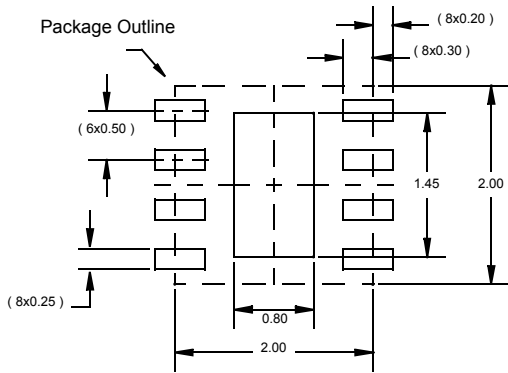 ( 8x0.20 )
Package Outline
( 8x0.30 )
( 6x0.50 )
1.45
2.00
( 8x0.25 )
0.80
2.00